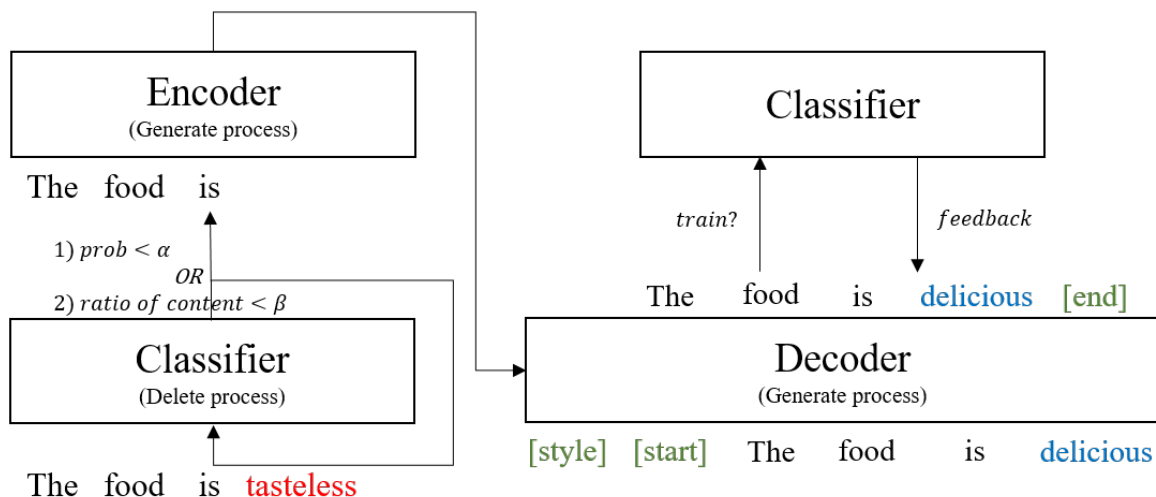 Encoder
(Generate process)
The food is
1) prob < α
OR
2) ratio of content < β
Classifier
(Delete process)
The food is tasteless
Classifier
train?
feedback
The food is delicious [end]
Decoder
(Generate process)
[style] [start] The food is delicious